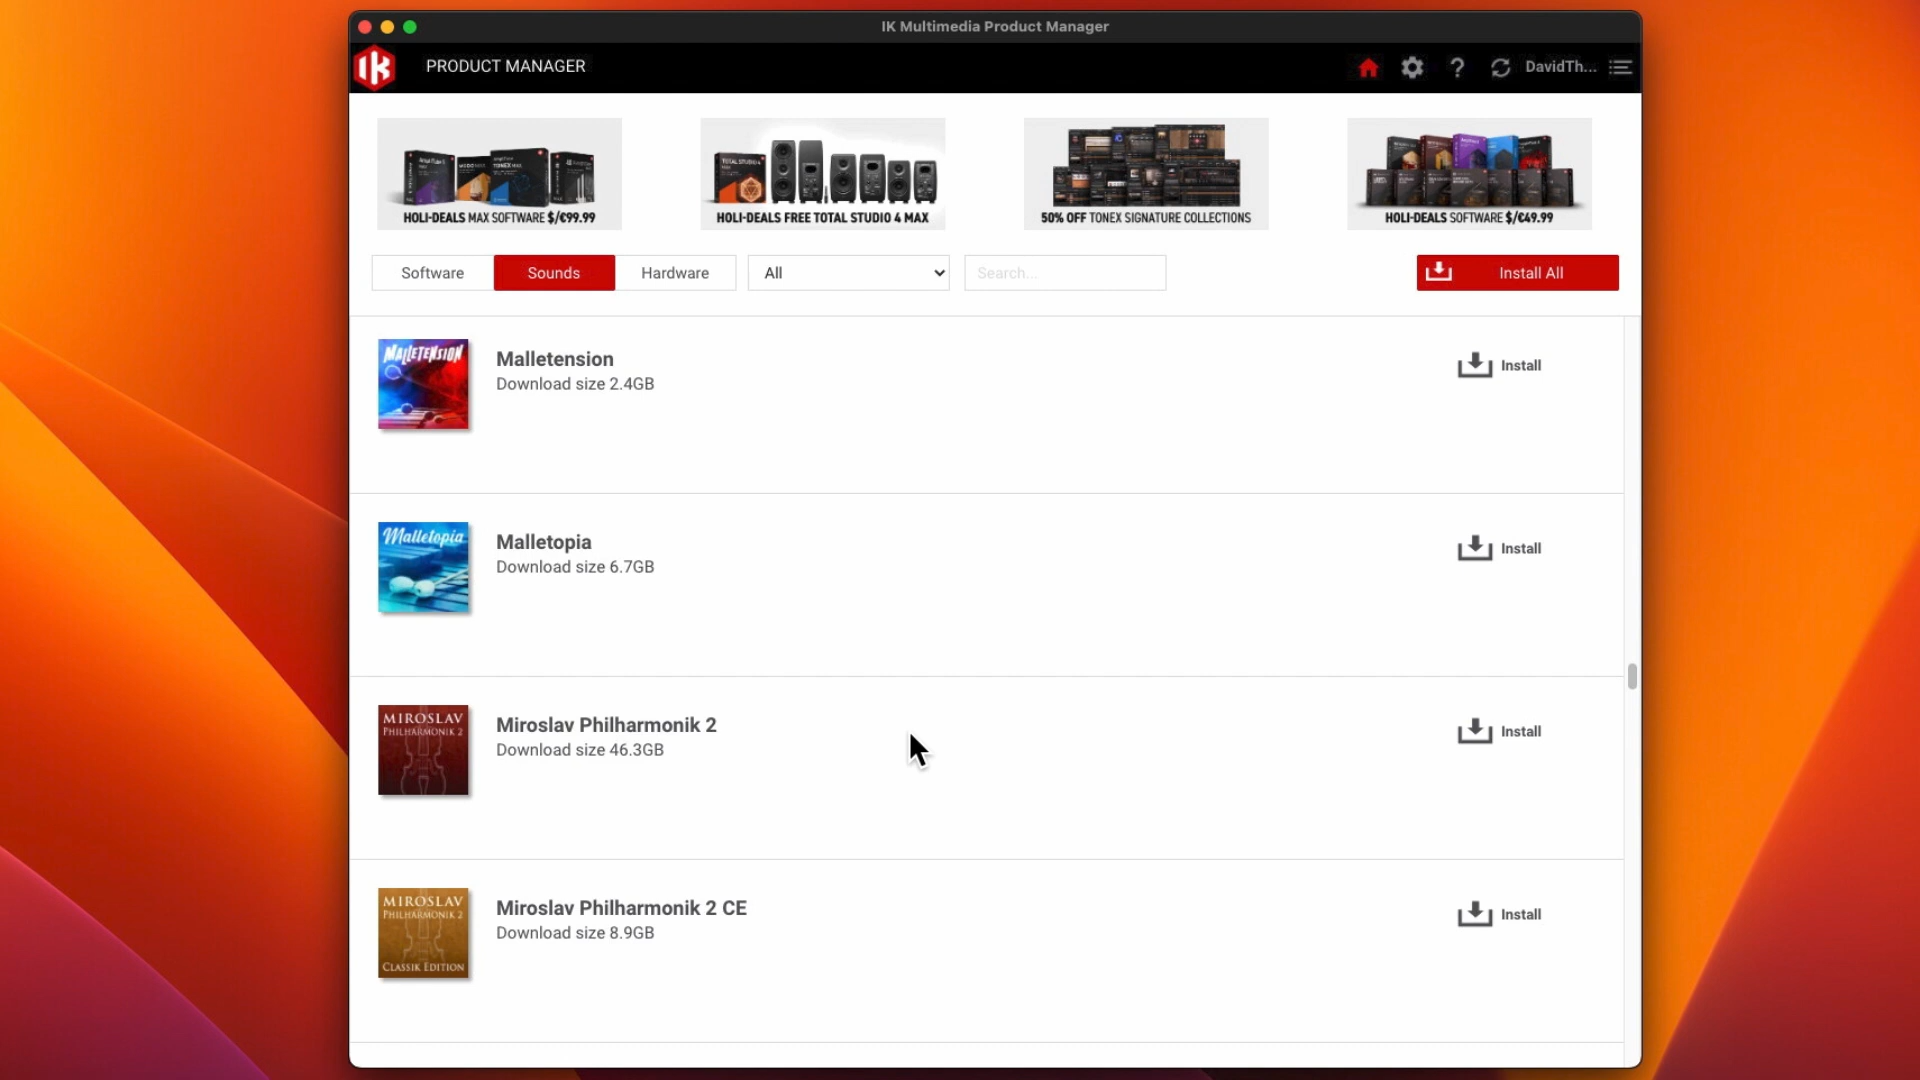 IK Multimedia Product Manager
PRODUCT MANAGER
DavidTh...
HOLI-DEALS MAX SOFTWARE $/€99.99
TOTAL STUDIO 4
HOLI-DEALS FREE TOTAL STUDIO 4 MAX
50% OFF TONEX SIGNATURE COLLECTIONS
HOLI-DEALS SOFTWARE $/€49.99
Software
Sounds
Hardware
All
Search...
Install All
MALLETENSION
Malletension
Download size 2.4GB
Install
Malletopia
Malletopia
Download size 6.7GB
Install
MIROSLAV
PHILHARMONIK 2
Miroslav Philharmonik 2
Download size 46.3GB
Install
MIROSLAV
PHILHARMONIK 2
CLASSIK EDITION
Miroslav Philharmonik 2 CE
Download size 8.9GB
Install